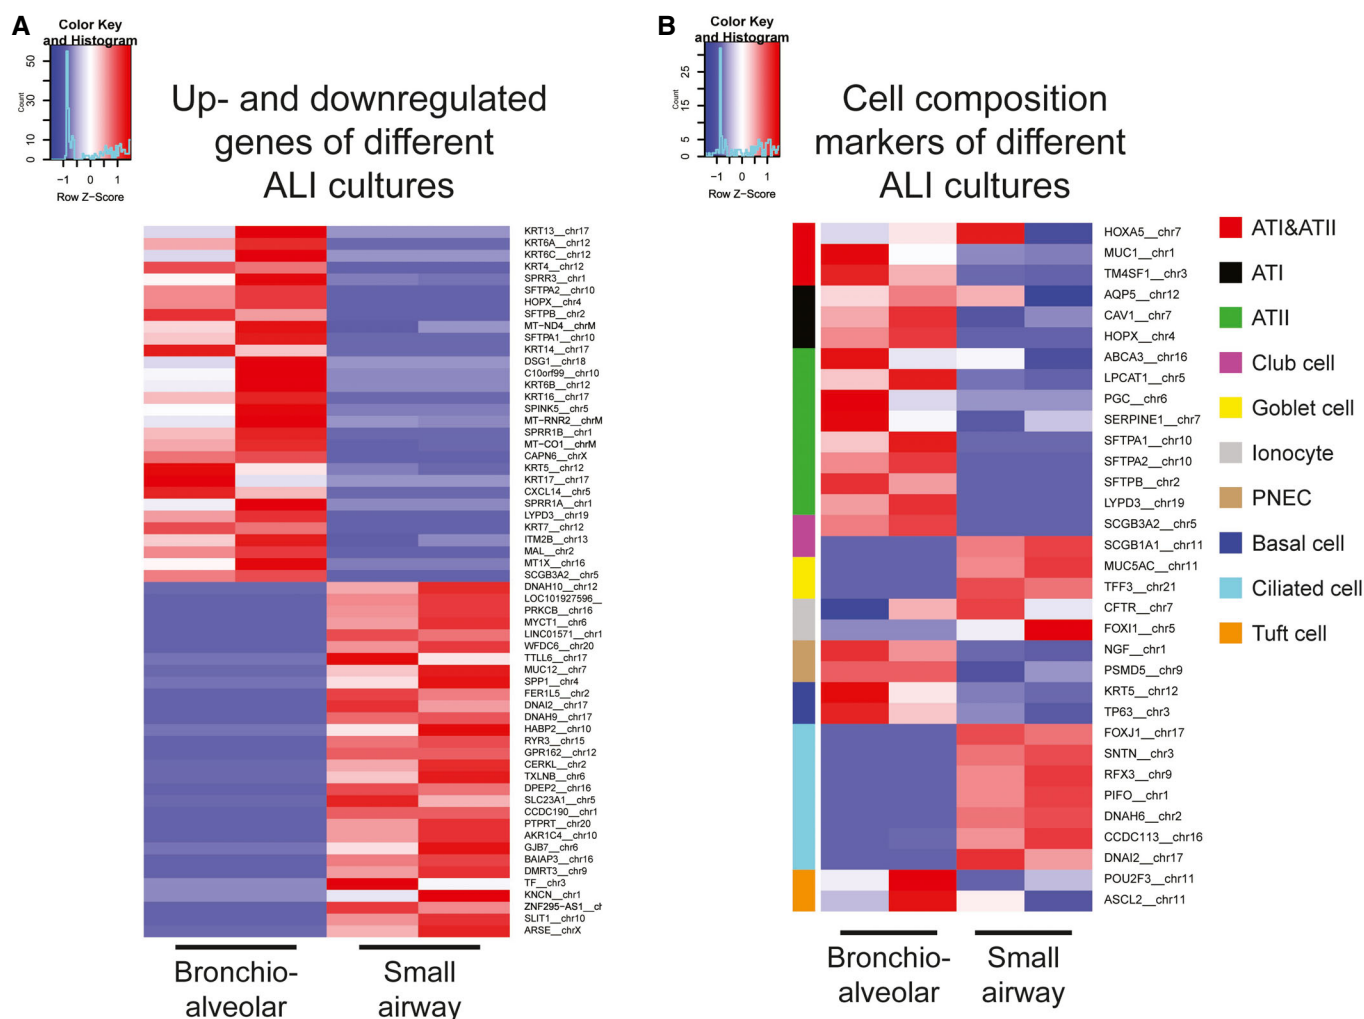 A
Color Key
and Histogram
50
30
10
0
Count
−1 0 1
Row Z−Score
Up- and downregulated
genes of different
ALI cultures
KRT13__chr17
KRT6A__chr12
KRT6C__chr12
KRT4__chr12
SPRR3__chr1
SFTPA2__chr10
HOPX__chr4
SFTPB__chr2
MT−ND4__chrM
SFTPA1__chr10
KRT14__chr17
DSG1__chr18
C10orf99__chr10
KRT6B__chr12
KRT16__chr17
SPINK5__chr5
MT−RNR2__chrM
SPRR1B__chr1
MT−CO1__chrM
CAPN6__chrX
KRT5__chr12
KRT17__chr17
CXCL14__chr5
SPRR1A__chr1
LYPD3__chr19
KRT7__chr12
ITM2B__chr13
MAL__chr2
MT1X__chr16
SCGB3A2__chr5
DNAH10__chr12
LOC101927596__
PRKCB__chr16
MYCT1__chr6
LINC01571__chr1
WFDC6__chr20
TTLL6__chr17
MUC12__chr7
SPP1__chr4
FER1L5__chr2
DNAI2__chr17
DNAH9__chr17
HABP2__chr10
RYR3__chr15
GPR162__chr12
CERKL__chr2
TXLNB__chr6
DPEP2__chr16
SLC23A1__chr5
CCDC190__chr1
PTPRT__chr20
AKR1C4__chr10
GJB7__chr6
BAIAP3__chr16
DMRT3__chr9
TF__chr3
KNCN__chr1
ZNF295−AS1__cł
SLIT1__chr10
ARSE__chrX
Bronchio-
alveolar
Small
airway
B
Color Key
and Histogram
25
15
5
0
Count
−1 0 1
Row Z−Score
Cell composition
markers of different
ALI cultures
HOXA5__chr7
MUC1__chr1
TM4SF1__chr3
AQP5__chr12
CAV1__chr7
HOPX__chr4
ABCA3__chr16
LPCAT1__chr5
PGC__chr6
SERPINE1__chr7
SFTPA1__chr10
SFTPA2__chr10
SFTPB__chr2
LYPD3__chr19
SCGB3A2__chr5
SCGB1A1__chr11
MUC5AC__chr11
TFF3__chr21
CFTR__chr7
FOXI1__chr5
NGF__chr1
PSMD5__chr9
KRT5__chr12
TP63__chr3
FOXJ1__chr17
SNTN__chr3
RFX3__chr9
PIFO__chr1
DNAH6__chr2
CCDC113__chr16
DNAI2__chr17
POU2F3__chr11
ASCL2__chr11
Bronchio-
alveolar
Small
airway
ATI&ATII
ATI
ATII
Club cell
Goblet cell
Ionocyte
PNEC
Basal cell
Ciliated cell
Tuft cell